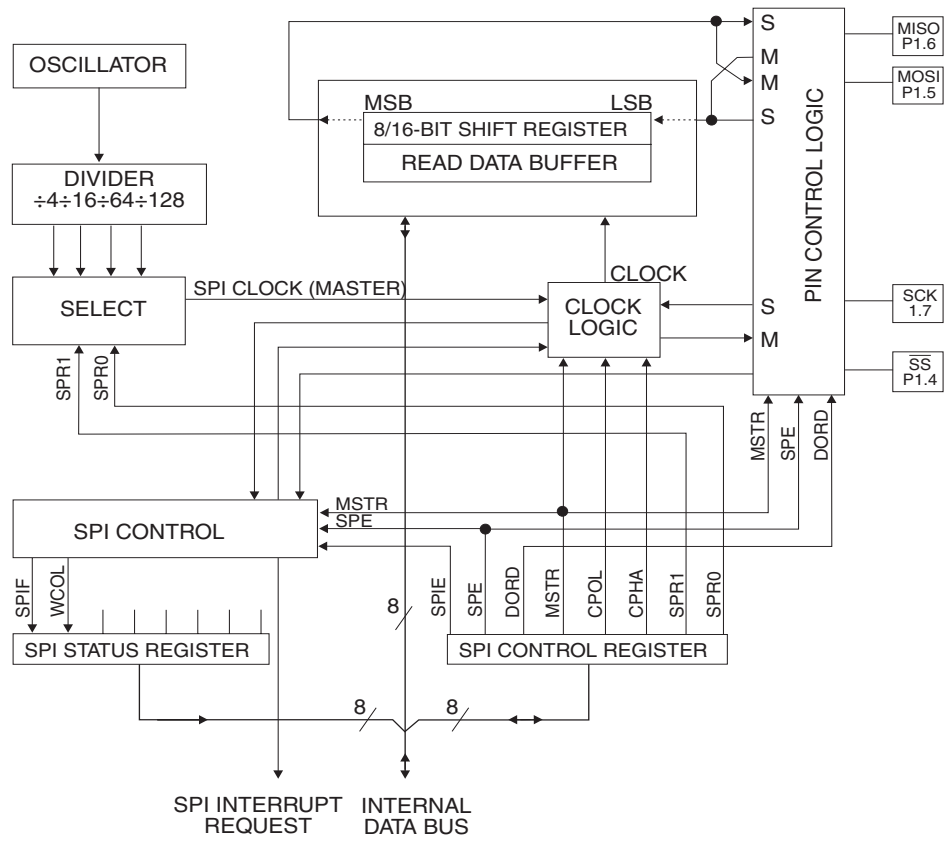 OSCILLATOR
DIVIDER
÷4÷16÷64÷128
SELECT
SPR1
SPR0
SPI CLOCK (MASTER)
MSB
LSB
8/16-BIT SHIFT REGISTER
READ DATA BUFFER
CLOCK
CLOCK
LOGIC
S
M
M
S
S
M
PIN CONTROL LOGIC
MISO
P1.6
MOSI
P1.5
SCK
1.7
SS
P1.4
MSTR
SPE
DORD
SPI CONTROL
MSTR
SPE
SPIF
WCOL
SPI STATUS REGISTER
SPIE
SPE
DORD
MSTR
CPOL
CPHA
SPR1
SPR0
SPI CONTROL REGISTER
8
8
8
SPI INTERRUPT
REQUEST
INTERNAL
DATA BUS